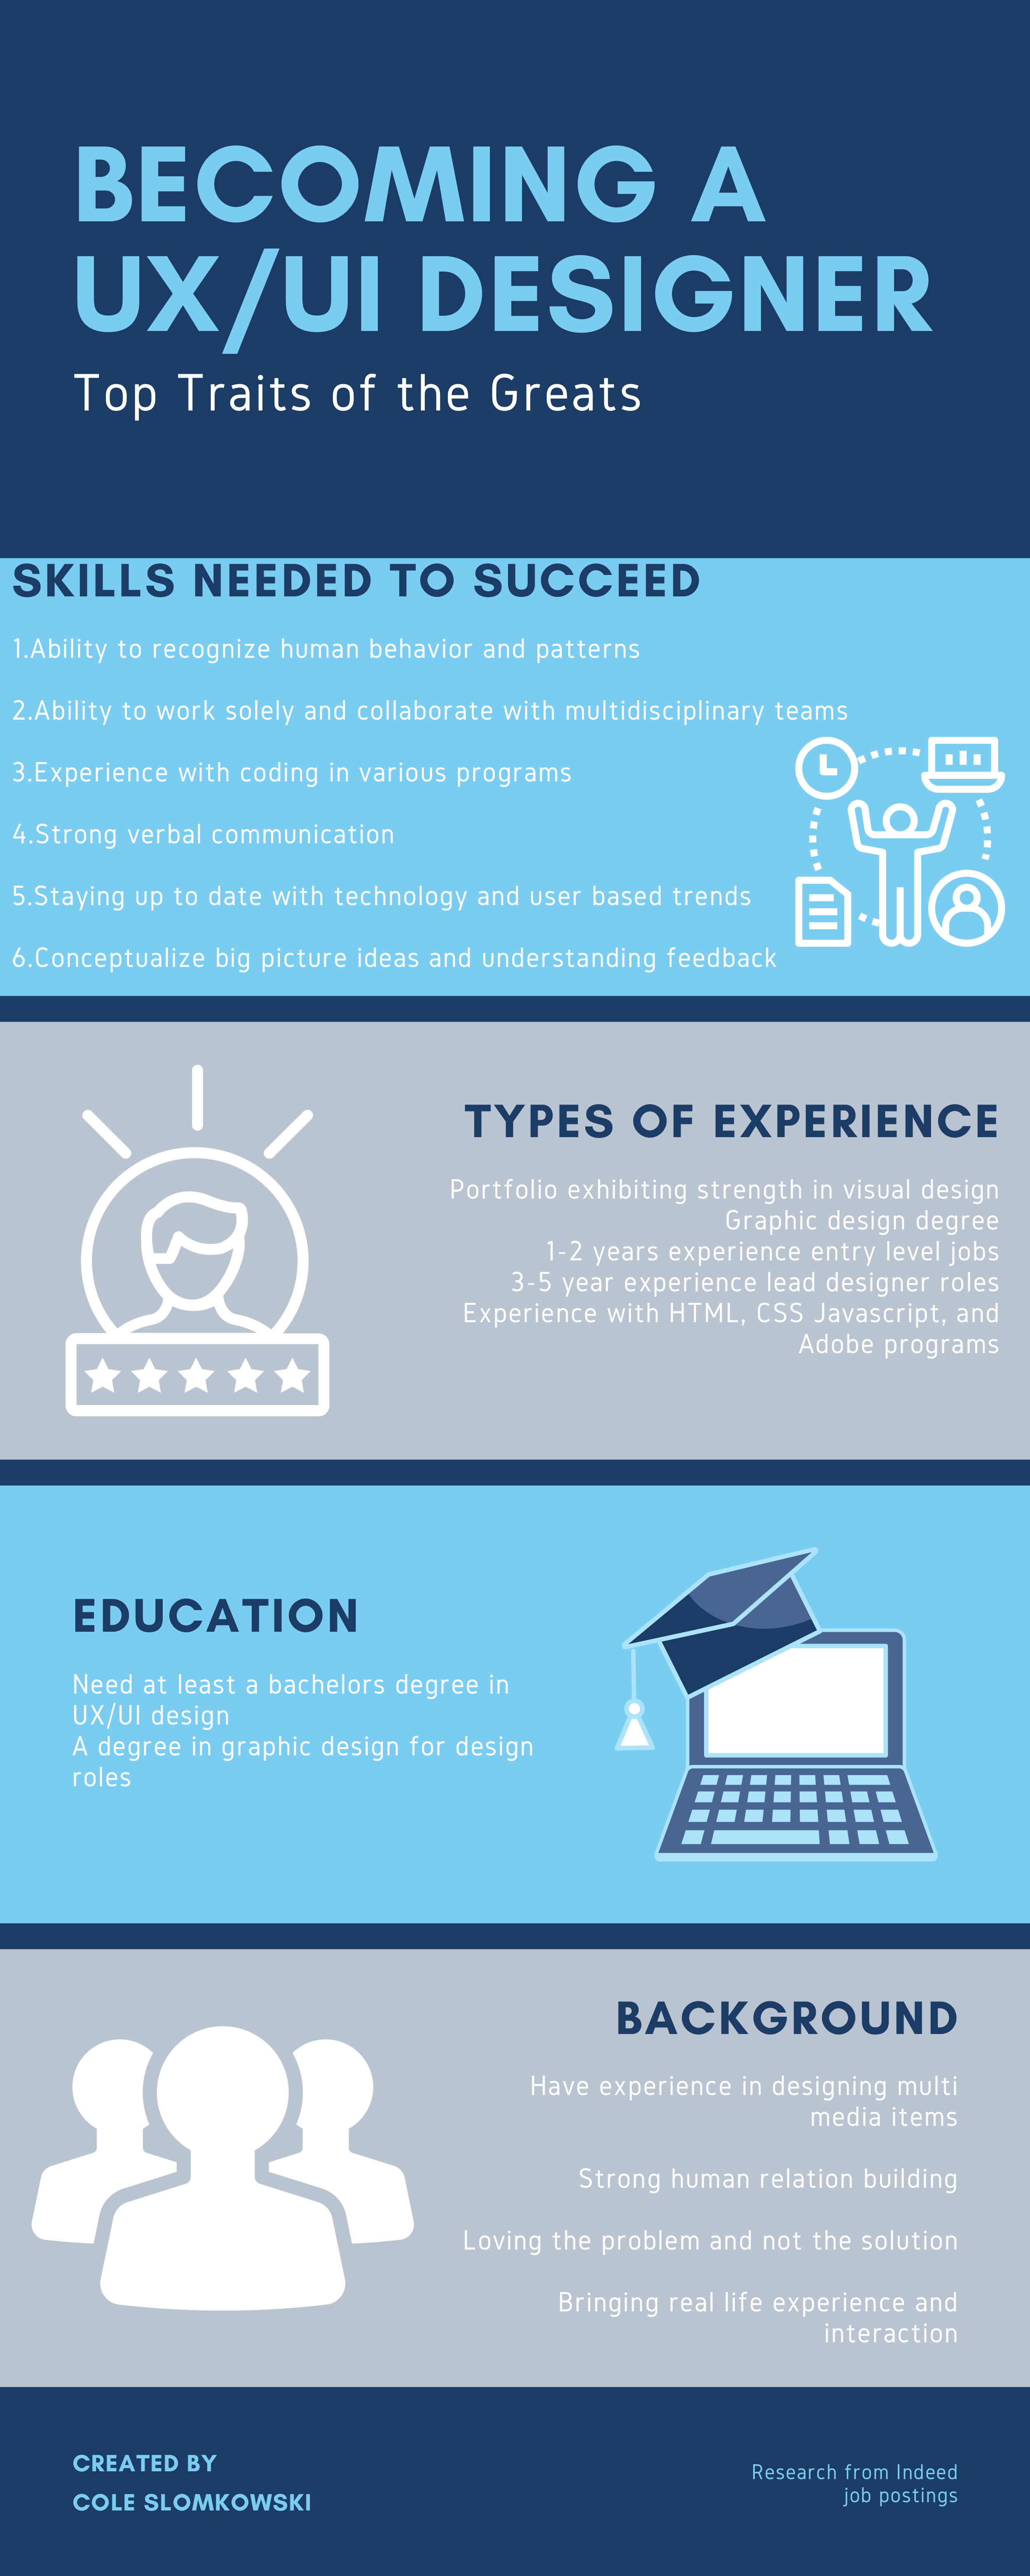 BECOMING A
UX/UI DESIGNER
Top Traits of the Greats
SKILLS NEEDED TO SUCCEED
1.Ability to recognize human behavior and patterns
2.Ability to work solely and collaborate with multidisciplinary teams
3.Experience with coding in various programs
4.Strong verbal communication
5.Staying up to date with technology and user based trends
6.Conceptualize big picture ideas and understanding feedback
TYPES OF EXPERIENCE
Portfolio exhibiting strength in visual design
Graphic design degree
1-2 years experience entry level jobs
3-5 year experience lead designer roles
Experience with HTML, CSS Javascript, and
Adobe programs
EDUCATION
Need at least a bachelors degree in
UX/UI design
A degree in graphic design for design
roles
BACKGROUND
Have experience in designing multi
media items
Strong human relation building
Loving the problem and not the solution
Bringing real life experience and
interaction
CREATED BY
COLE SLOMKOWSKI
Research from Indeed
job postings